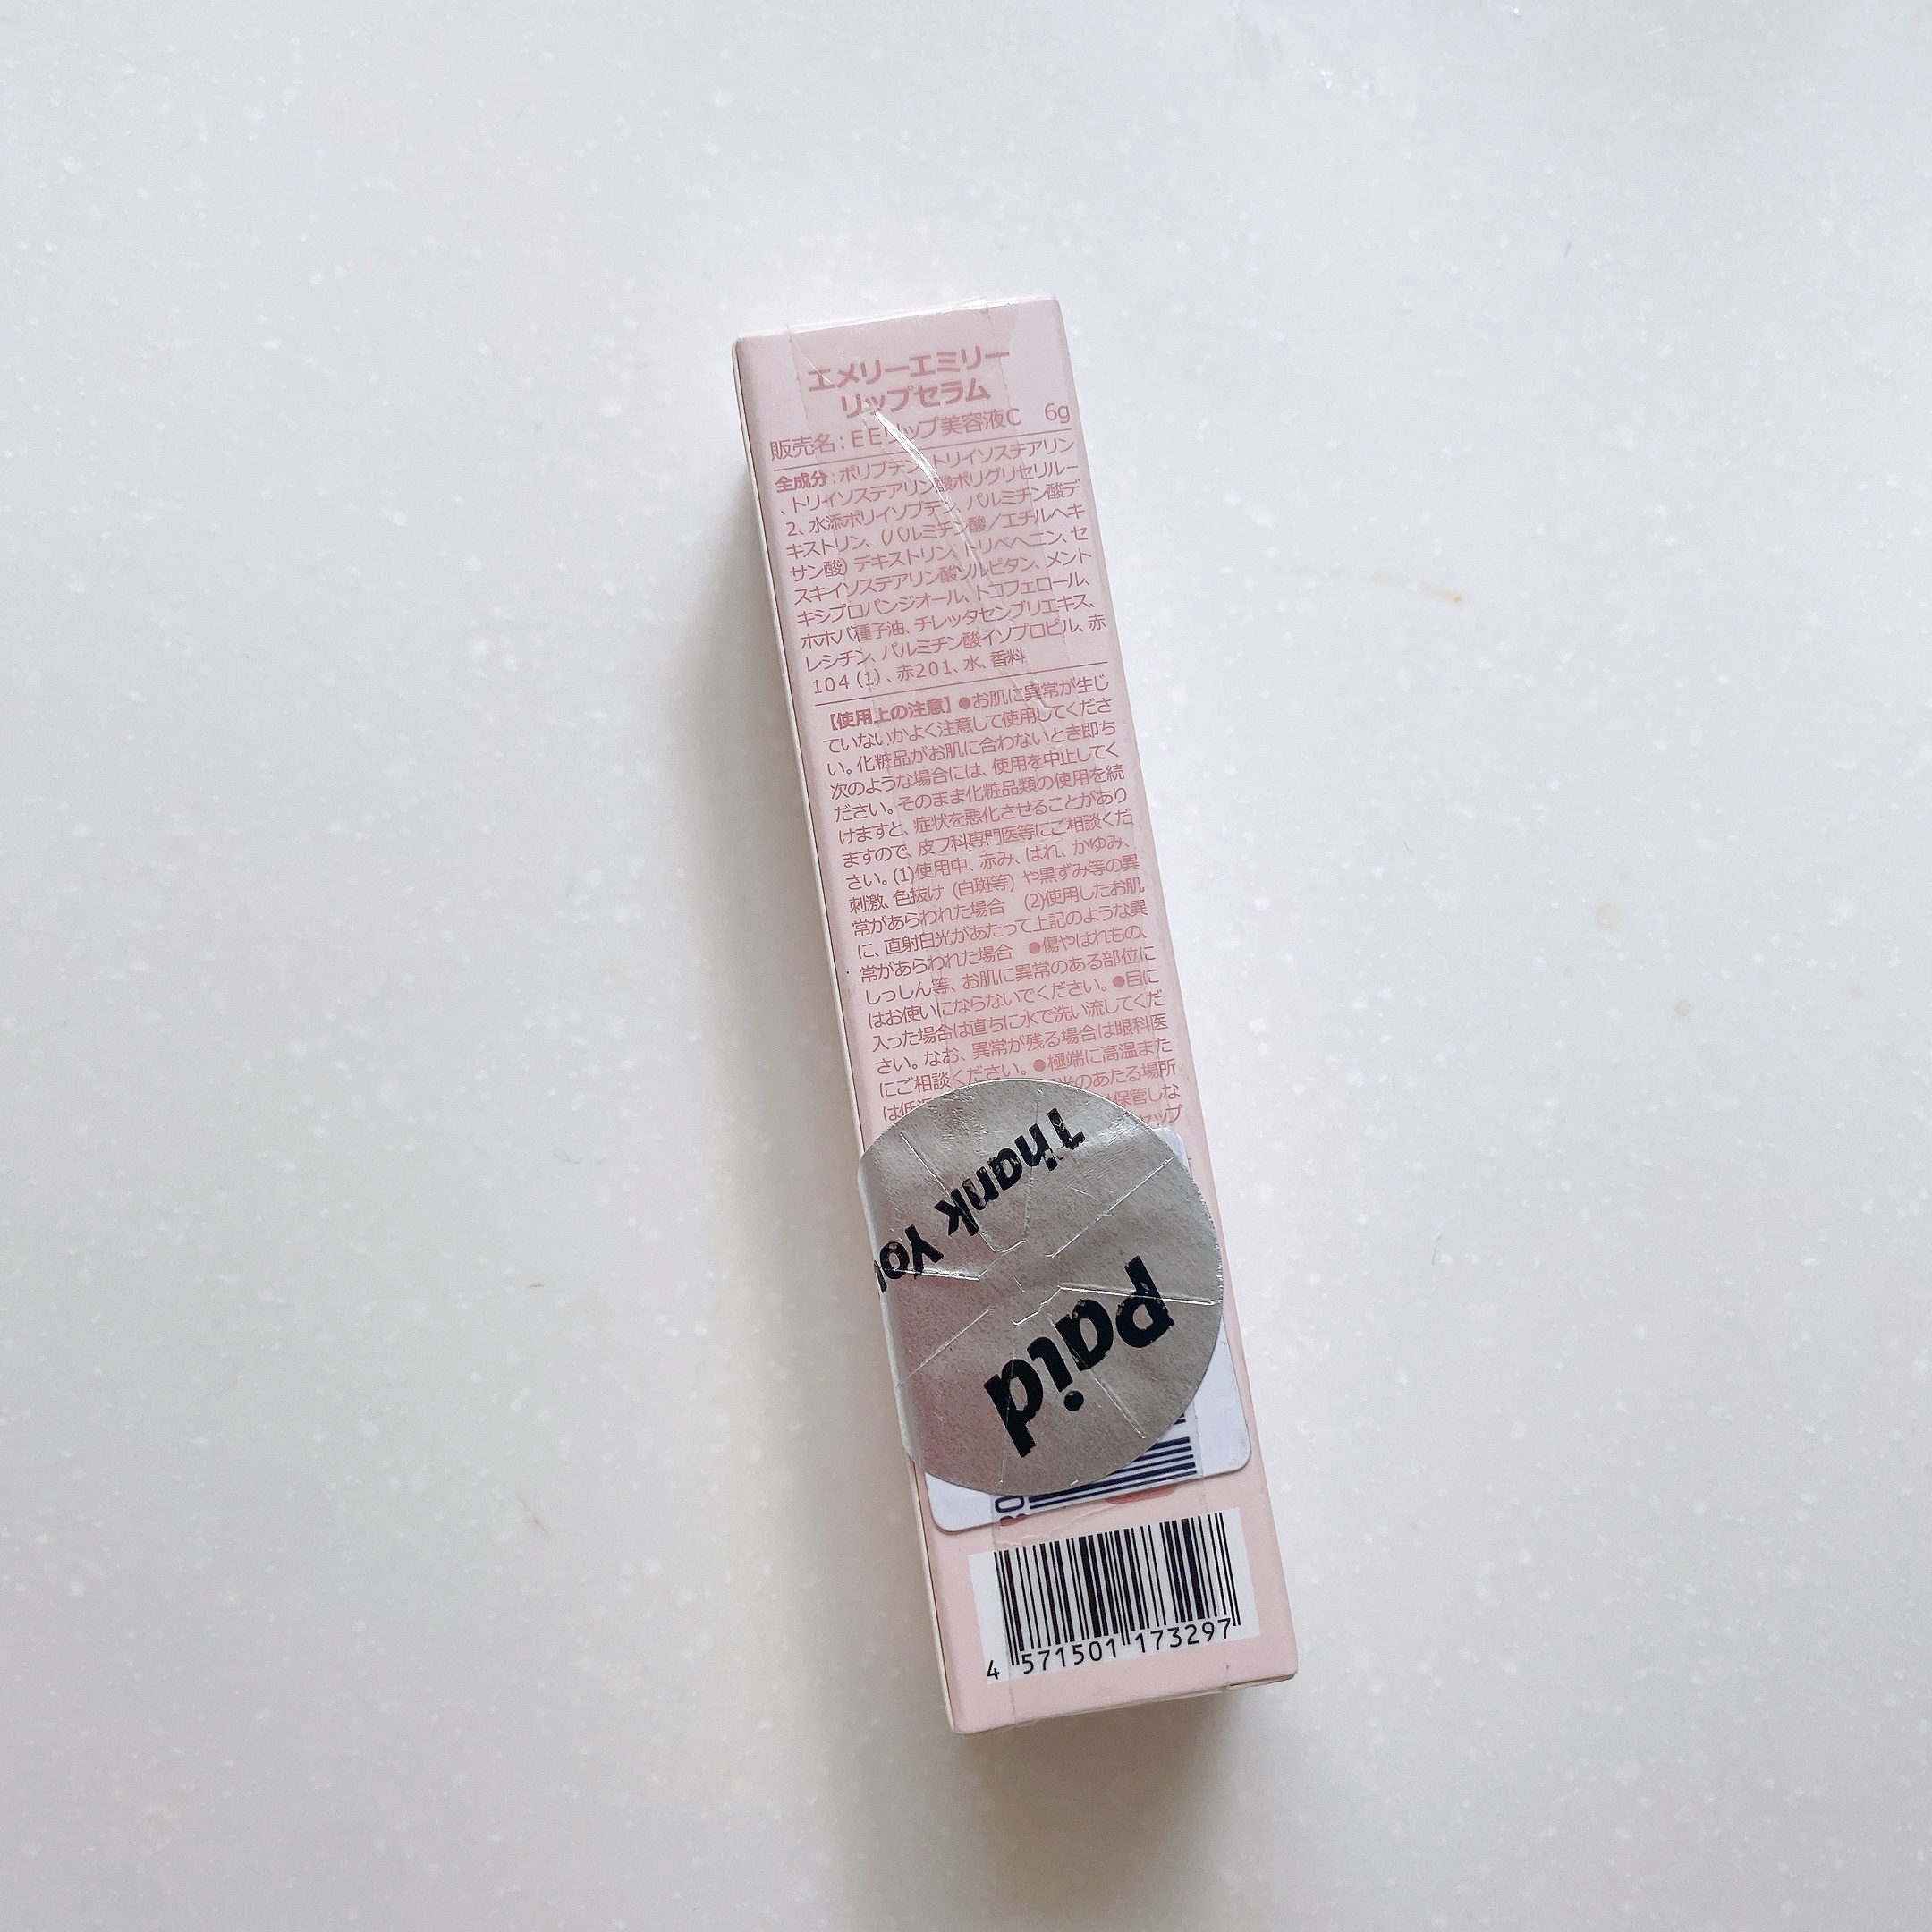 エメリーエミリー
リップセラム
販売名:EEリップ美容液C 6g
全成分:ポリブテン、トリイソステアリン
、トリイソステアリン酸ポリグリセリル-
2、水添ポリイソブテン、パルミチン酸デ
キストリン、(パルミチン酸/エチルヘキ
サン酸)デキストリン、トリベヘニン、セ
スキイソステアリン酸ソルビタン、メント
キシプロパンジオール、トコフェロール、
ホホバ種子油、チレッタセンブリエキス、
レシチン、パルミチン酸イソプロピル、赤
104(1)、赤201、水、香料
【使用上の注意】●お肌に異常が生じ
ていないかよく注意して使用してくださ
い。化粧品がお肌に合わないとき即ち
次のような場合には、使用を中止してく
ださい。そのまま化粧品類の使用を続
けますと、症状を悪化させることがあり
ますので、皮フ科専門医等にご相談くだ
さい。(1)使用中、赤み、はれ、かゆみ、
刺激、色抜け(白斑等)や黒ずみ等の異
常があらわれた場合 (2)使用したお肌
に、直射日光があたって上記のような異
常があらわれた場合 ●傷やはれもの、
しっしん等、お肌に異常のある部位に
はお使いにならないでください。●目に
入った場合は直ちに水で洗い流してくだ
さい。なお、異常が残る場合は眼科医
にご相談ください。●極端に高温また
は低 光のあたる場所
保管しな
ップ
Thank You
Paid
4 571501 173297